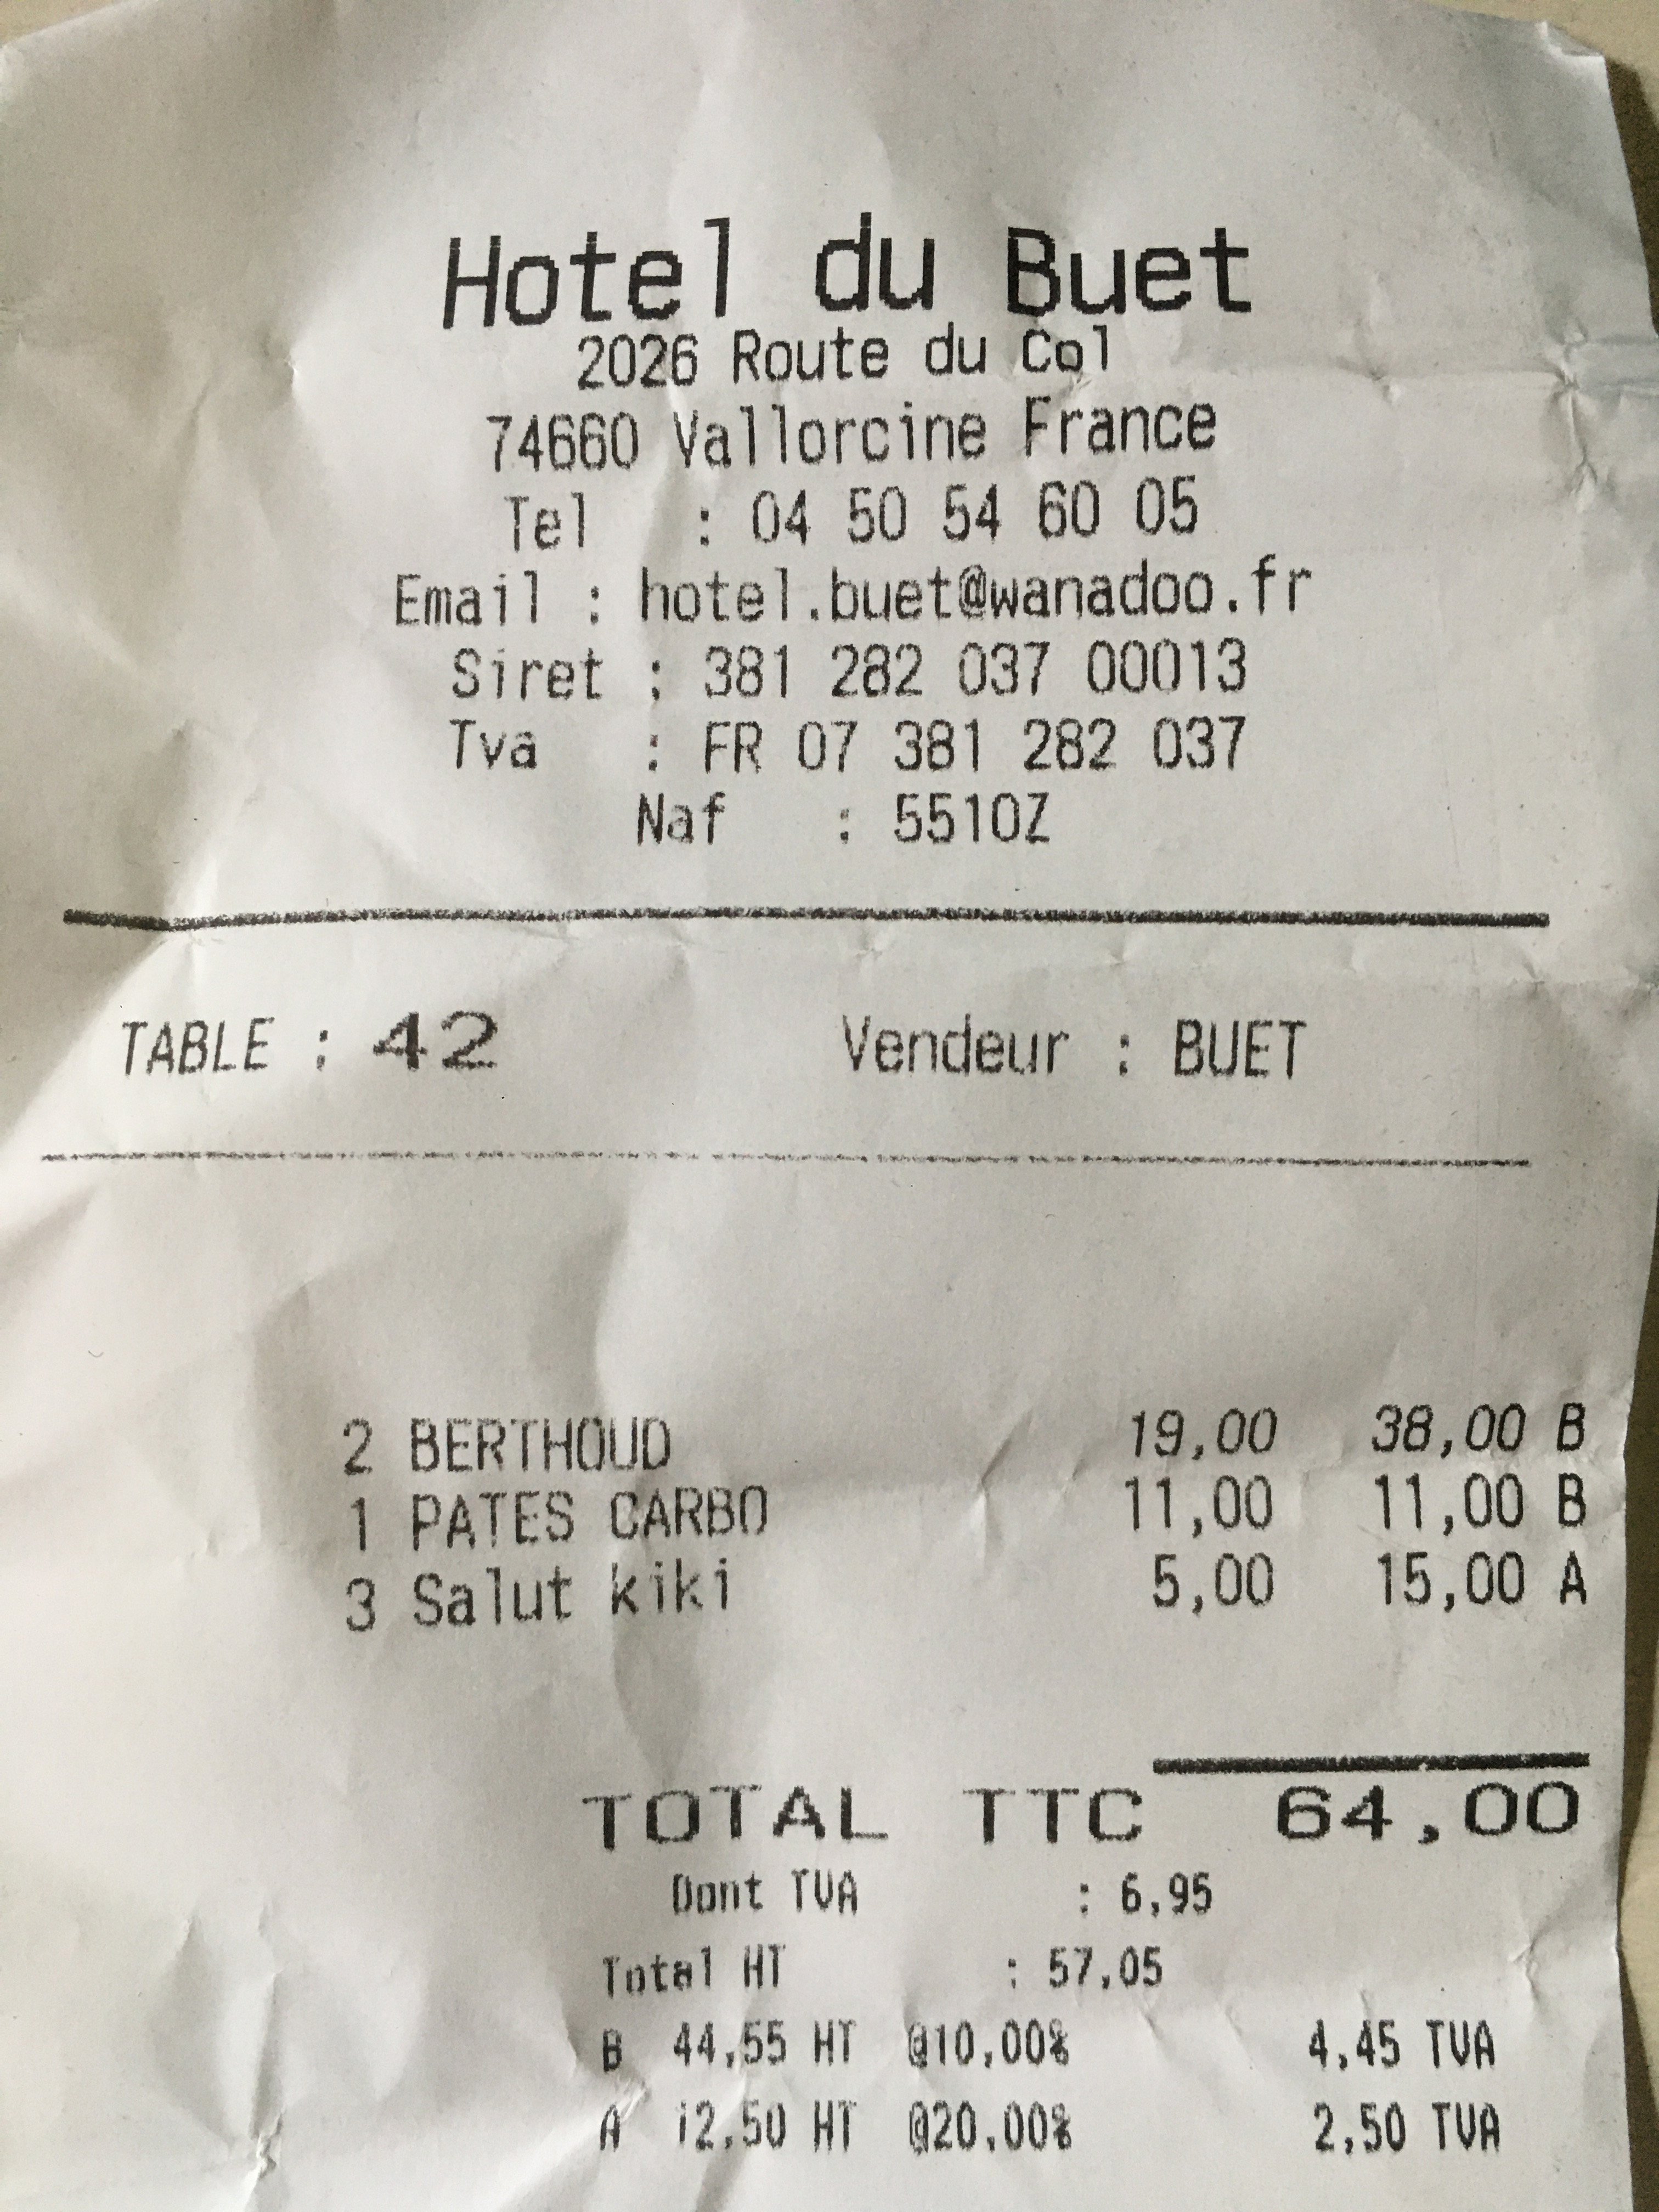 Hotel du Buet
2026 Route du Col
74660 Vallorcine France
Tel : 04 50 54 60 05
Email : hotel.buet@wanadoo.fr
Siret : 381 282 037 00013
Tva : FR 07 381 282 037
Naf : 5510Z
TABLE : 42 Vendeur : BUET
2 BERTHOUD 19,00 38,00 B
1 PATES CARBO 11,00 11,00 B
3 Salut kiki 5,00 15,00 A
TOTAL TTC 64,00
Dont TVA : 6,95
Total HT : 57,05
B 44,55 HT @10,00% 4,45 TVA
A 12,50 HT @20,00% 2,50 TVA